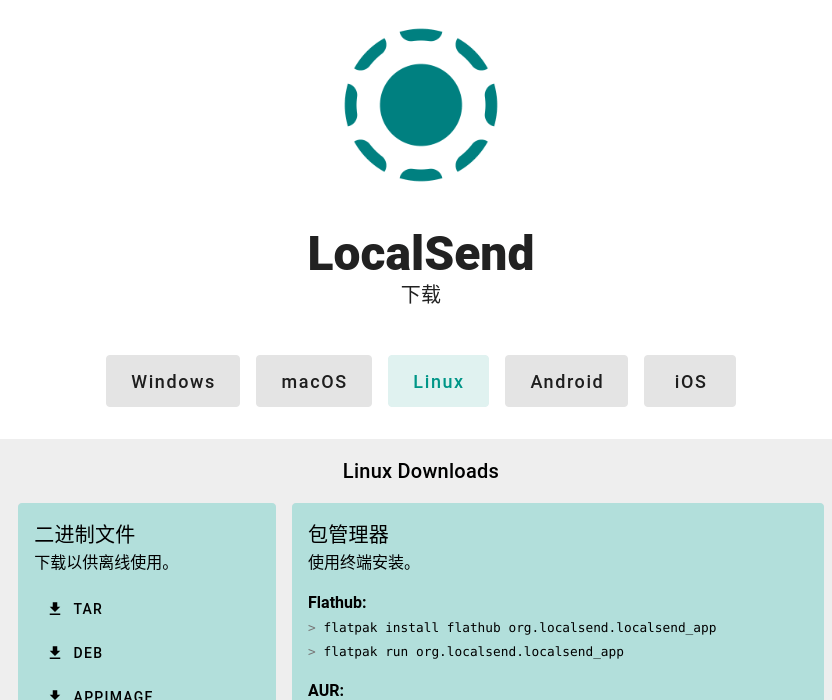 LocalSend
下载
Windows
macOS
Linux
Android
iOS
Linux Downloads
二进制文件
下载以供离线使用。
TAR
DEB
APPIMAGE
包管理器
使用终端安装。
Flathub:
> flatpak install flathub org.localsend.localsend_app
> flatpak run org.localsend.localsend_app
AUR: